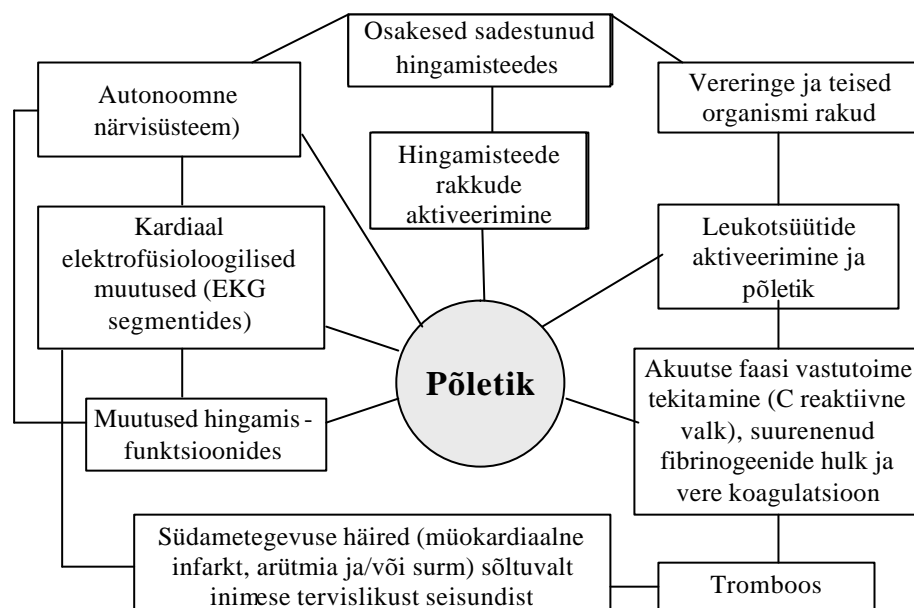 Osakesed sadestunud
hingamisteedes
Autonoomne
närvisüsteem)
Vereringe ja teised
organismi rakud
Hingamisteede
rakkude
aktiveerimine
Kardiaal
elektrofüsioloogilised
muutused (EKG
segmentides)
Leukotsüütide
aktiveerimine ja
põletik
Põletik
Akuutse faasi vastutoime
tekitamine (C reaktiivne
valk), suurenenud
fibrinogeenide hulk ja
vere koagulatsioon
Muutused hingamis-
funktsioonides
Südametegevuse häired (müokardiaalne
infarkt, arütmia ja/või surm) sõltuvalt
inimese tervislikust seisundist
Tromboos